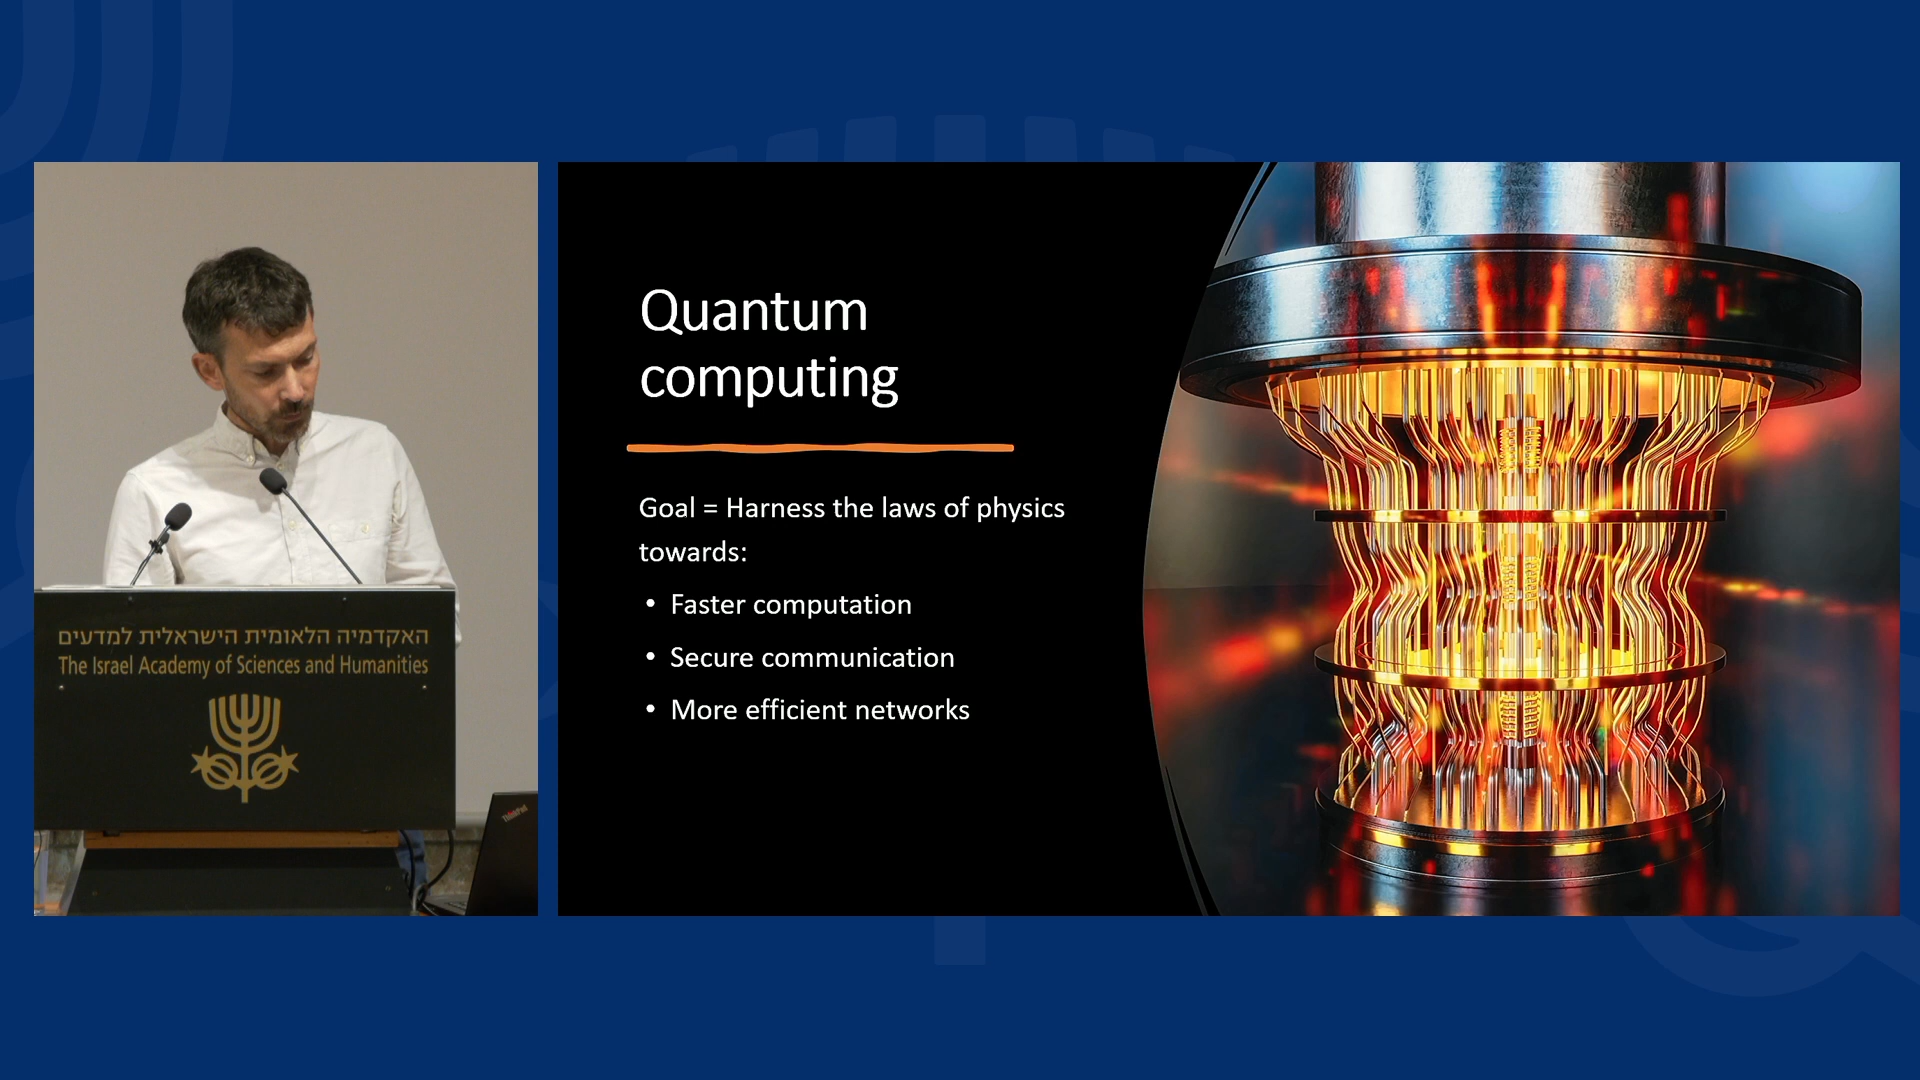 האקדמיה הלאומית הישראלית למדעים
The Israel Academy of Sciences and Humanities
ThinkPad
Quantum
computing
Goal = Harness the laws of physics
towards:
• Faster computation
• Secure communication
• More efficient networks